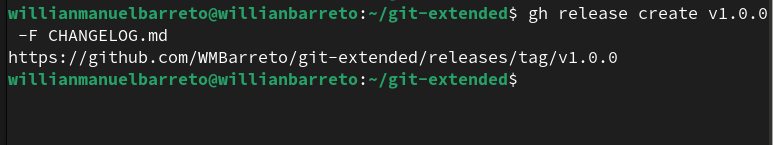 willianmanuelbarreto@willianbarreto:~/git-extended$ gh release create v1.0.0
-F CHANGELOG.md
https://github.com/WMBarreto/git-extended/releases/tag/v1.0.0
willianmanuelbarreto@willianbarreto:~/git-extended$